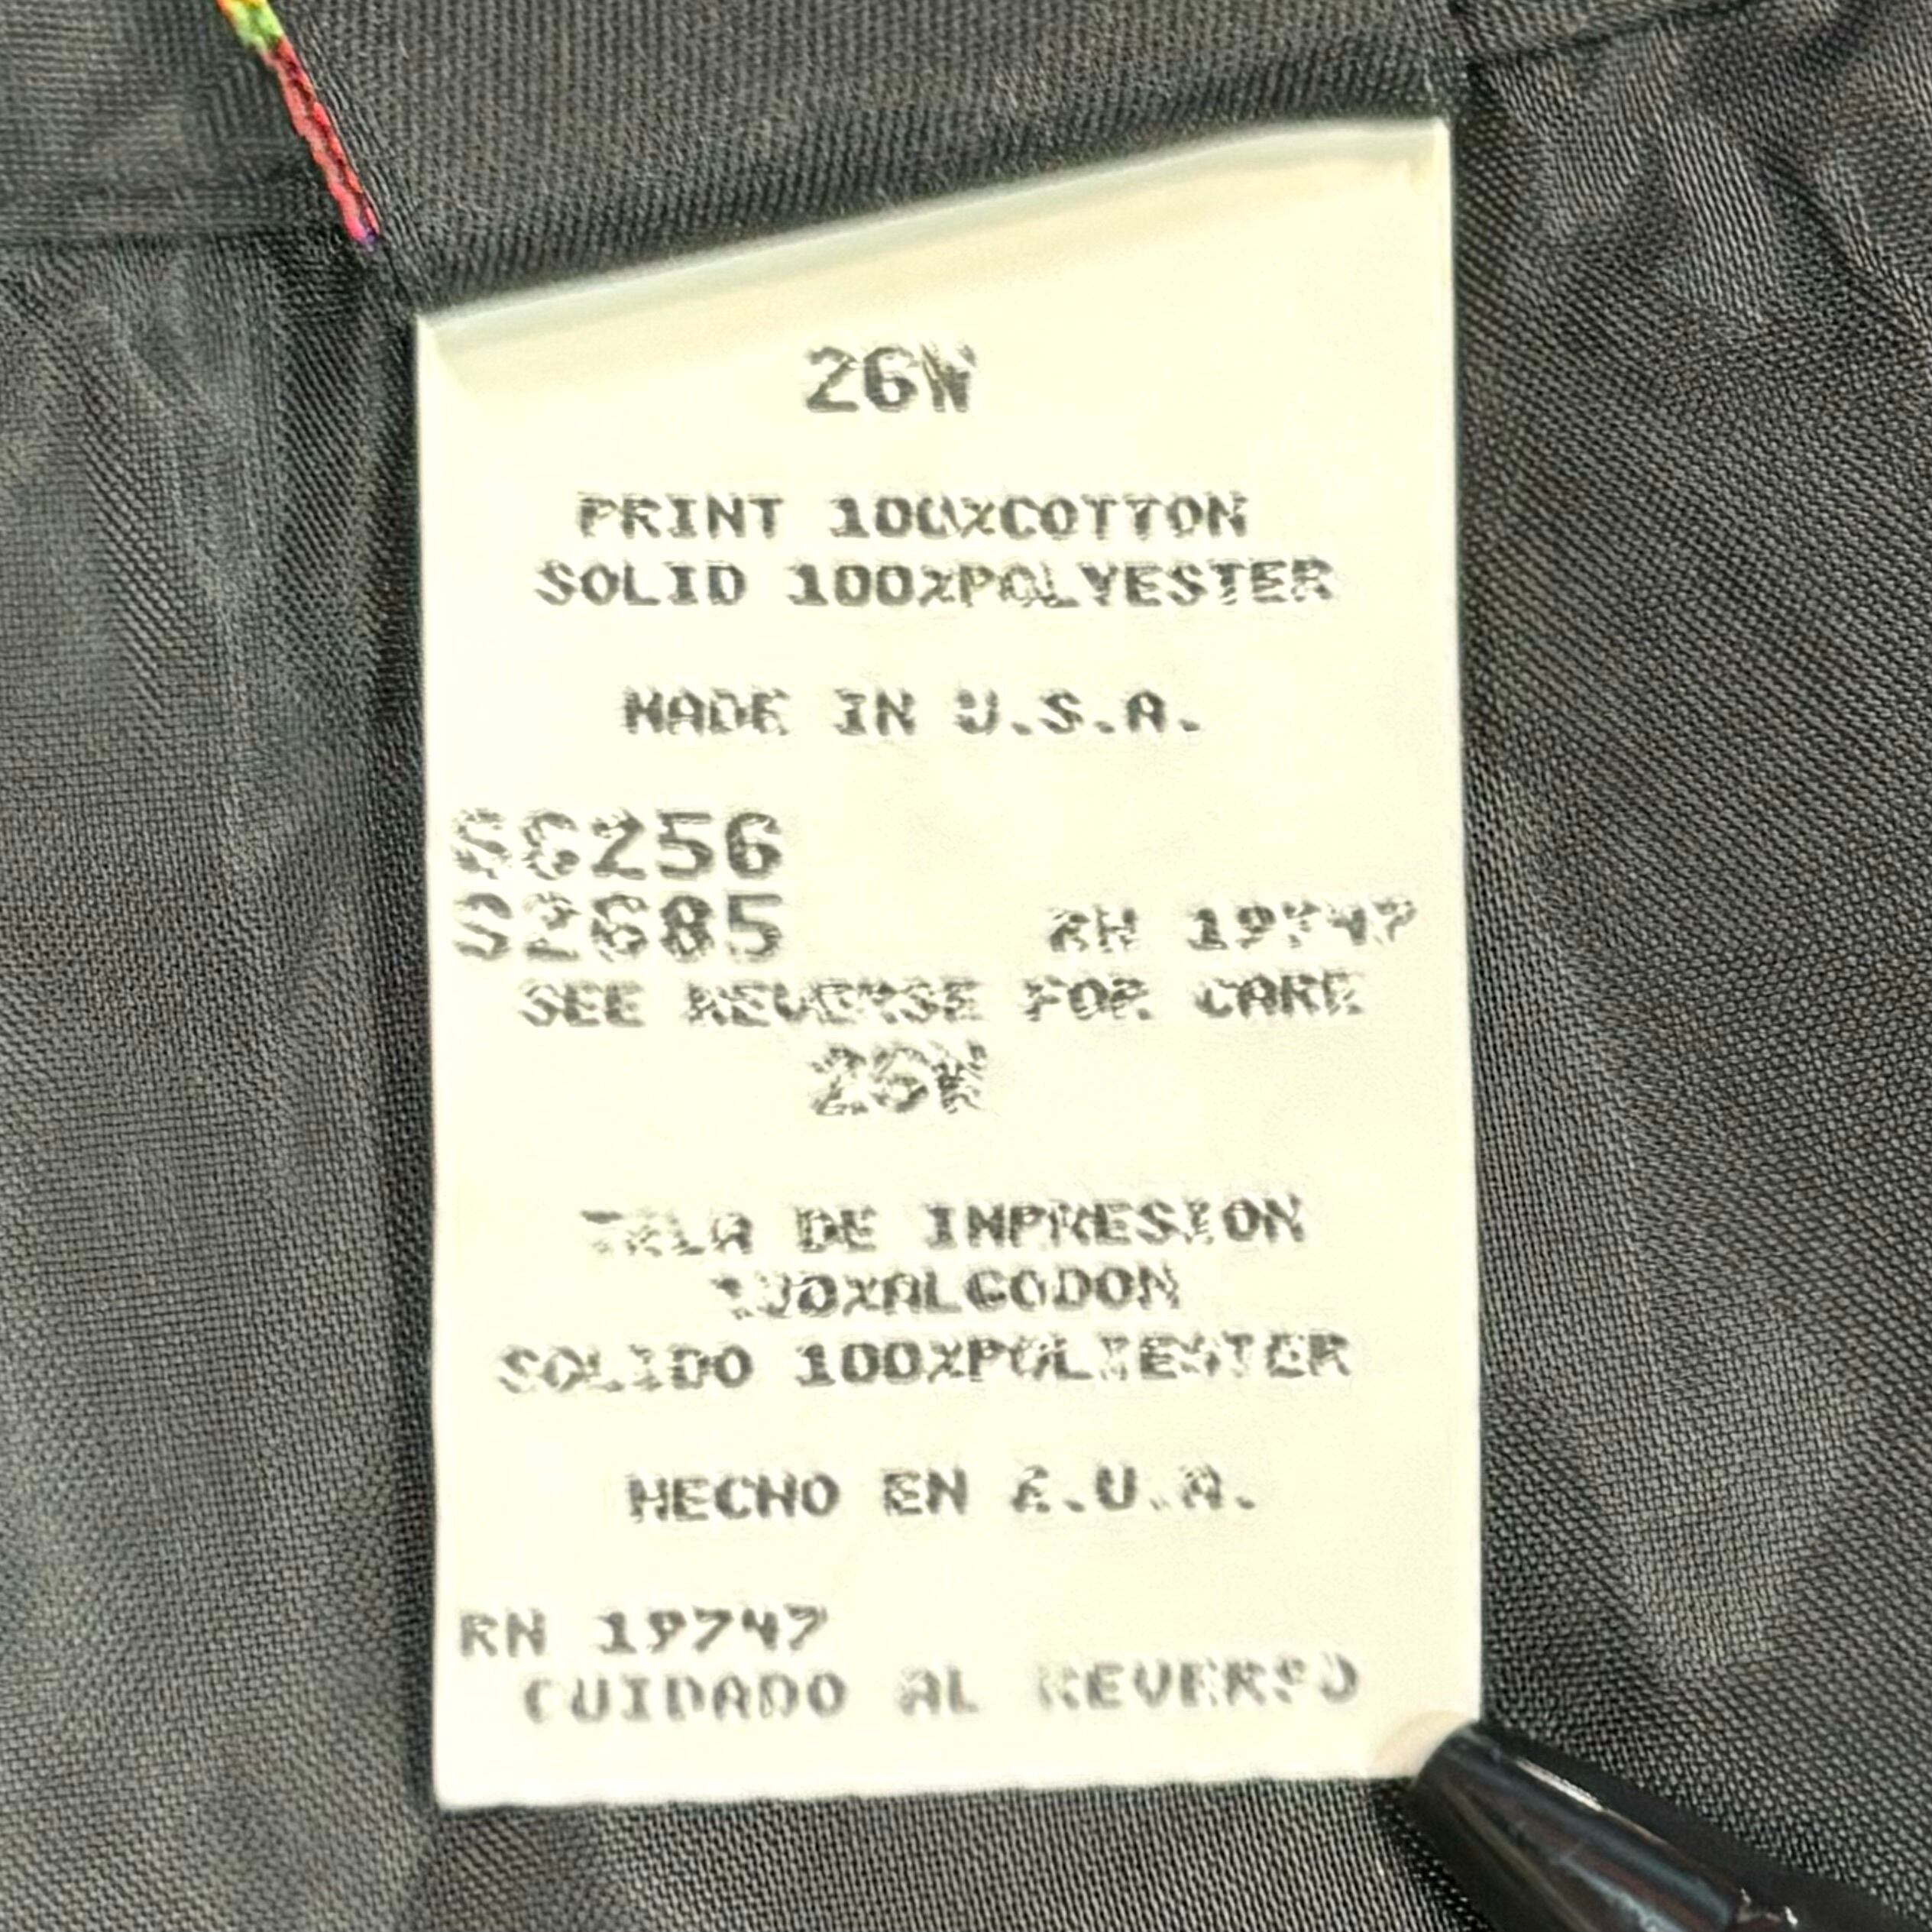 26W
PRINT 100%COTTON
SOLID 100%POLYESTER
MADE IN U.S.A.
S6256
S2685 RN 19747
SEE REVERSE FOR CARE
26W
TELA DE IMPRESION
100%ALGODON
SOLIDO 100%POLIESTER
HECHO EN E.U.A.
RN 19747
CUIDADO AL REVERSO